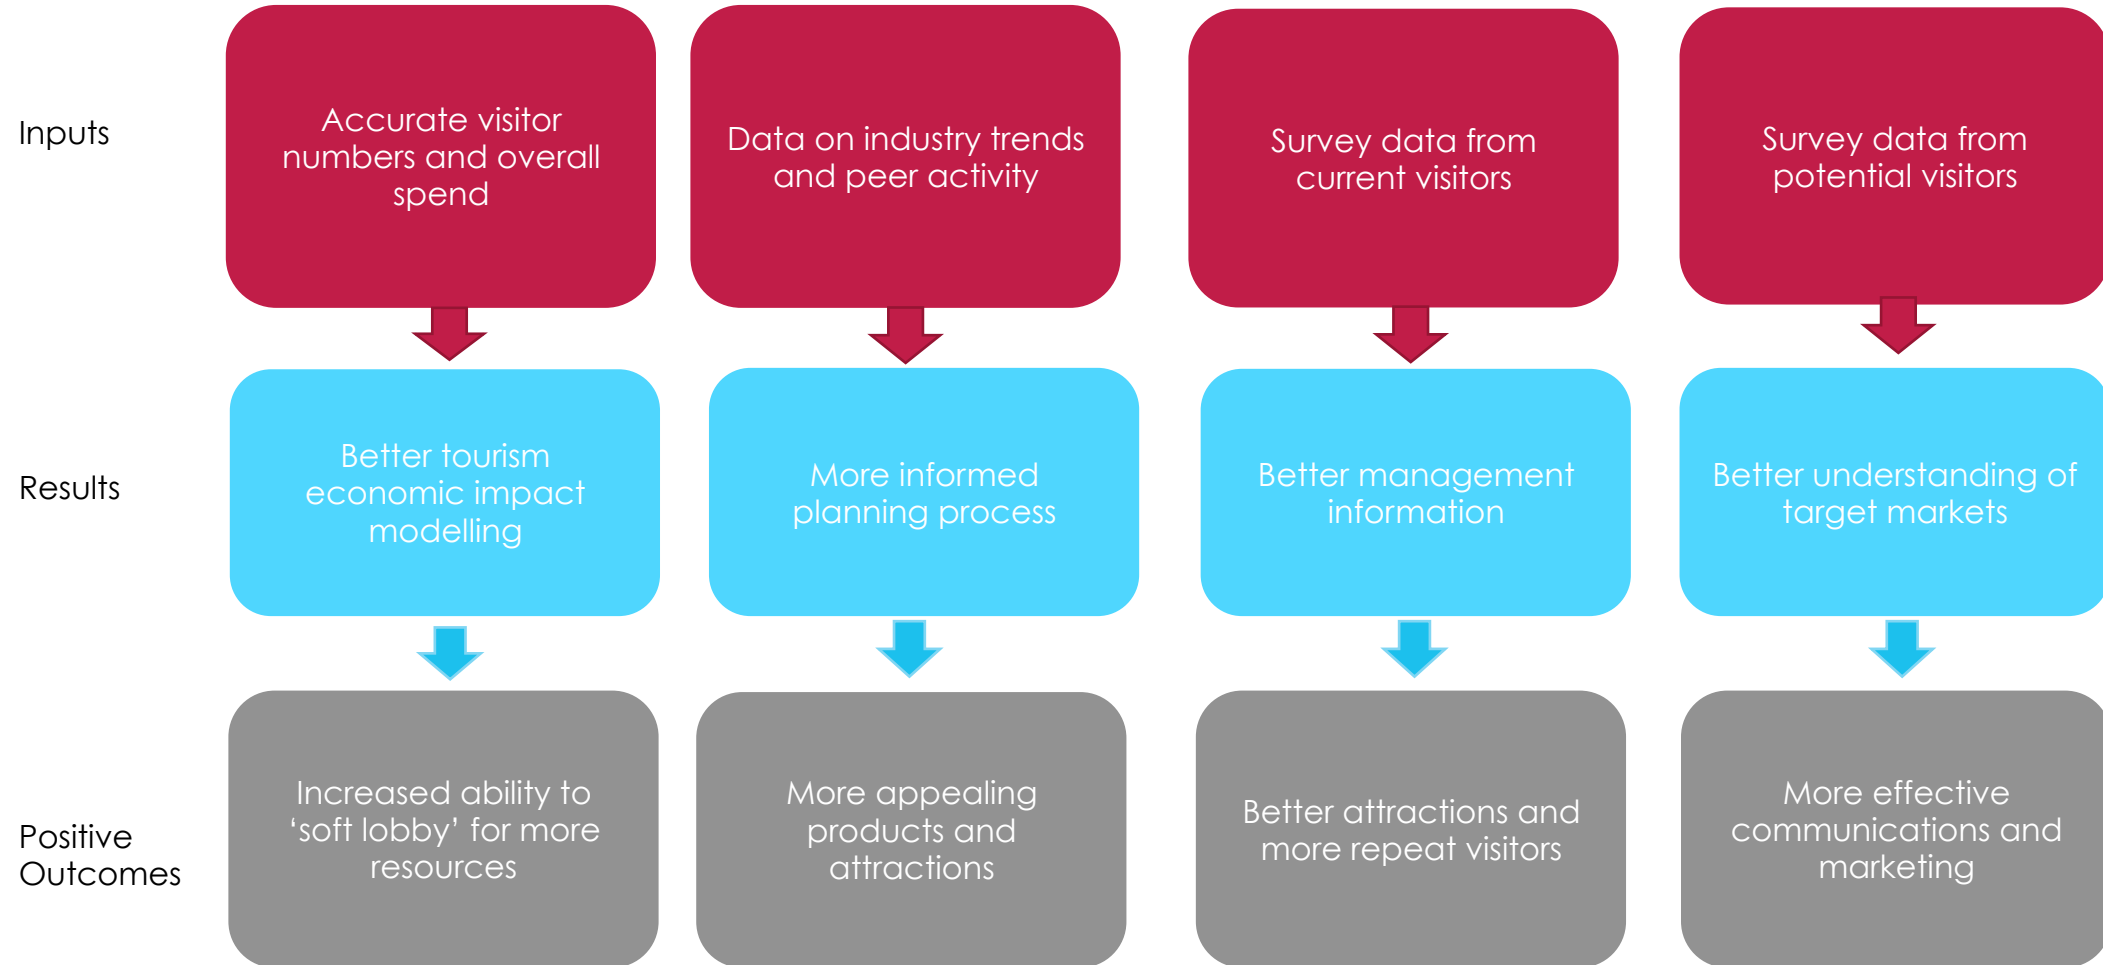 Inputs
Accurate visitor
numbers and overall
spend
Data on industry trends
and peer activity
Survey data from
current visitors
Survey data from
potential visitors
Results
Better tourism
economic impact
modelling
More informed
planning process
Better management
information
Better understanding of
target markets
Positive
Outcomes
Increased ability to
‘soft lobby’ for more
resources
More appealing
products and
attractions
Better attractions and
more repeat visitors
More effective
communications and
marketing